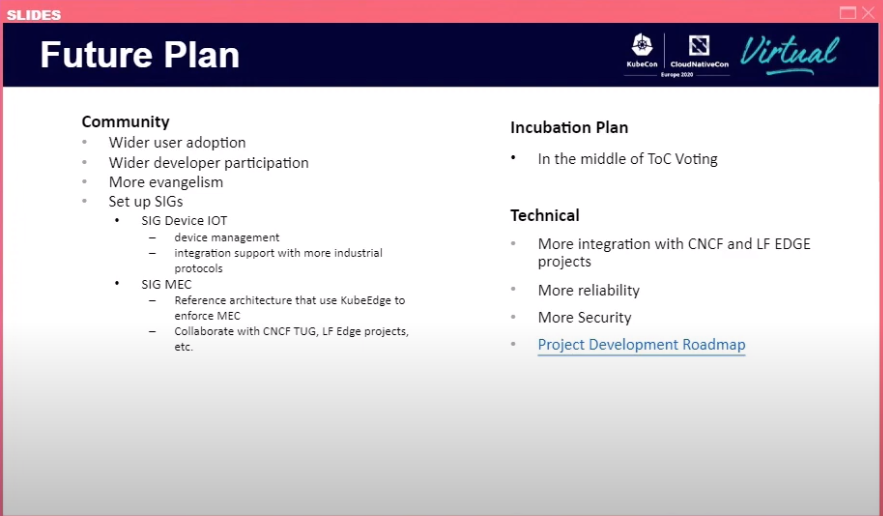 SLIDES
Future Plan
KubeCon
CloudNativeCon
Europe 2020
Virtual
Community
• Wider user adoption
• Wider developer participation
• More evangelism
• Set up SIGs
• SIG Device IOT
– device management
– integration support with more industrial
protocols
• SIG MEC
– Reference architecture that use KubeEdge to
enforce MEC
– Collaborate with CNCF TUG, LF Edge projects,
etc.
Incubation Plan
• In the middle of ToC Voting
Technical
• More integration with CNCF and LF EDGE
projects
• More reliability
• More Security
• Project Development Roadmap